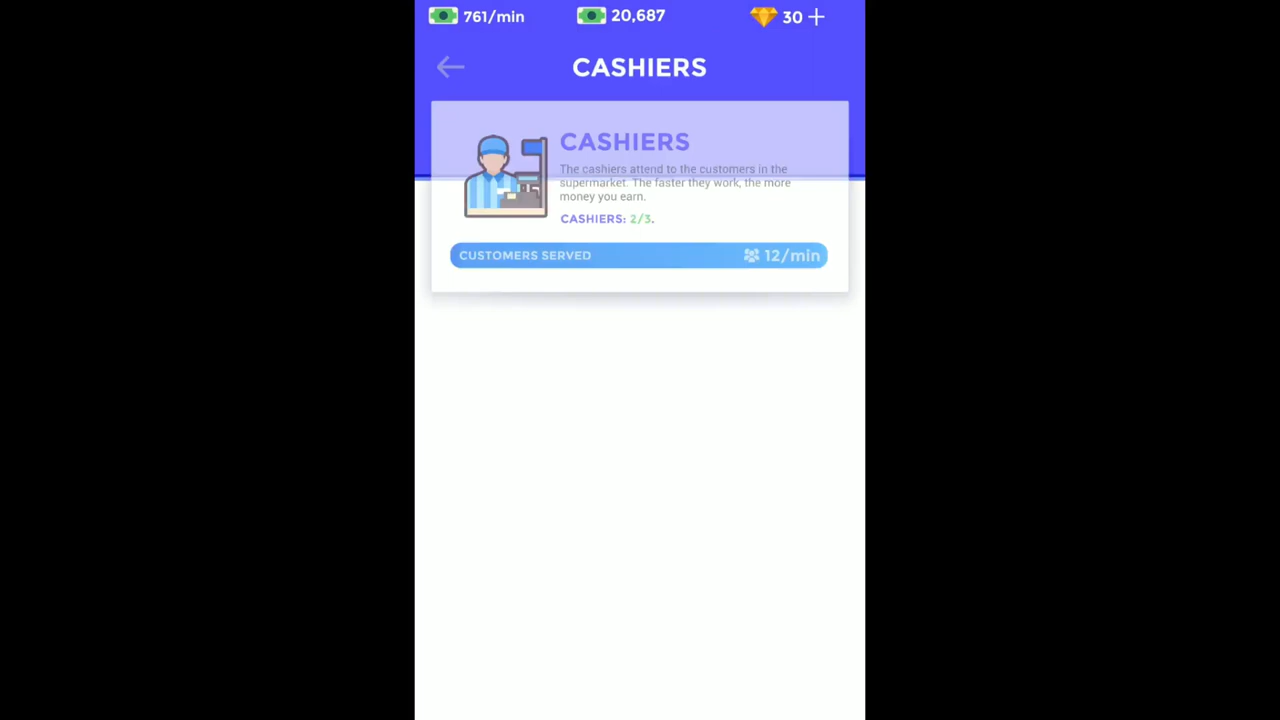 761/min 20,687 30 +
CASHIERS
CASHIERS
The cashiers attend to the customers in the
supermarket. The faster they work, the more
money you earn.
CASHIERS: 2/3.
CUSTOMERS SERVED 12/min